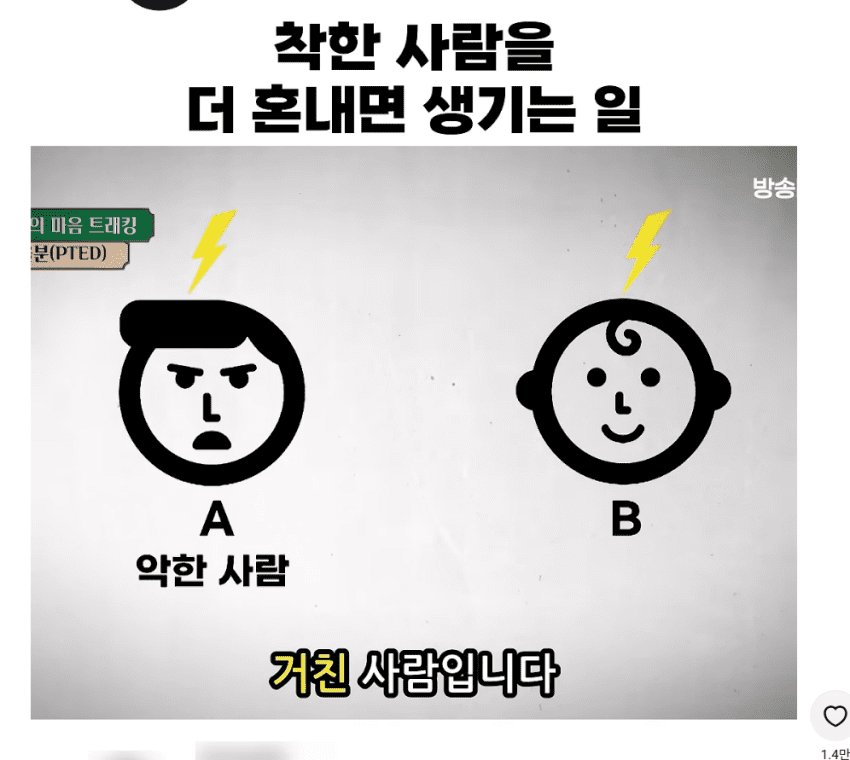 착한 사람을
더 혼내면 생기는 일
방송
의 마음 트래킹
분(PTED)
A
B
악한 사람
거친 사람입니다
1.4만